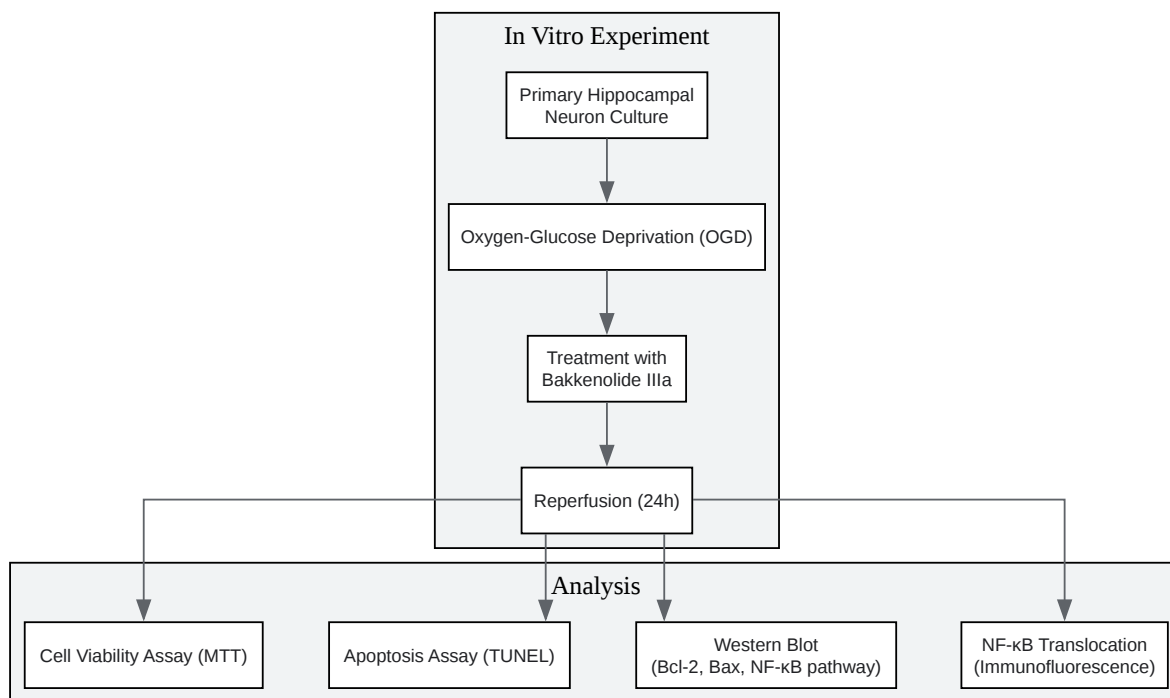 In Vitro Experiment
Primary Hippocampal
Neuron Culture
Oxygen-Glucose Deprivation (OGD)
Treatment with
Bakkenolide IIIa
Reperfusion (24h)
Analysis
Cell Viability Assay (MTT)
Apoptosis Assay (TUNEL)
Western Blot
(Bcl-2, Bax, NF-κB pathway)
NF-κB Translocation
(Immunofluorescence)